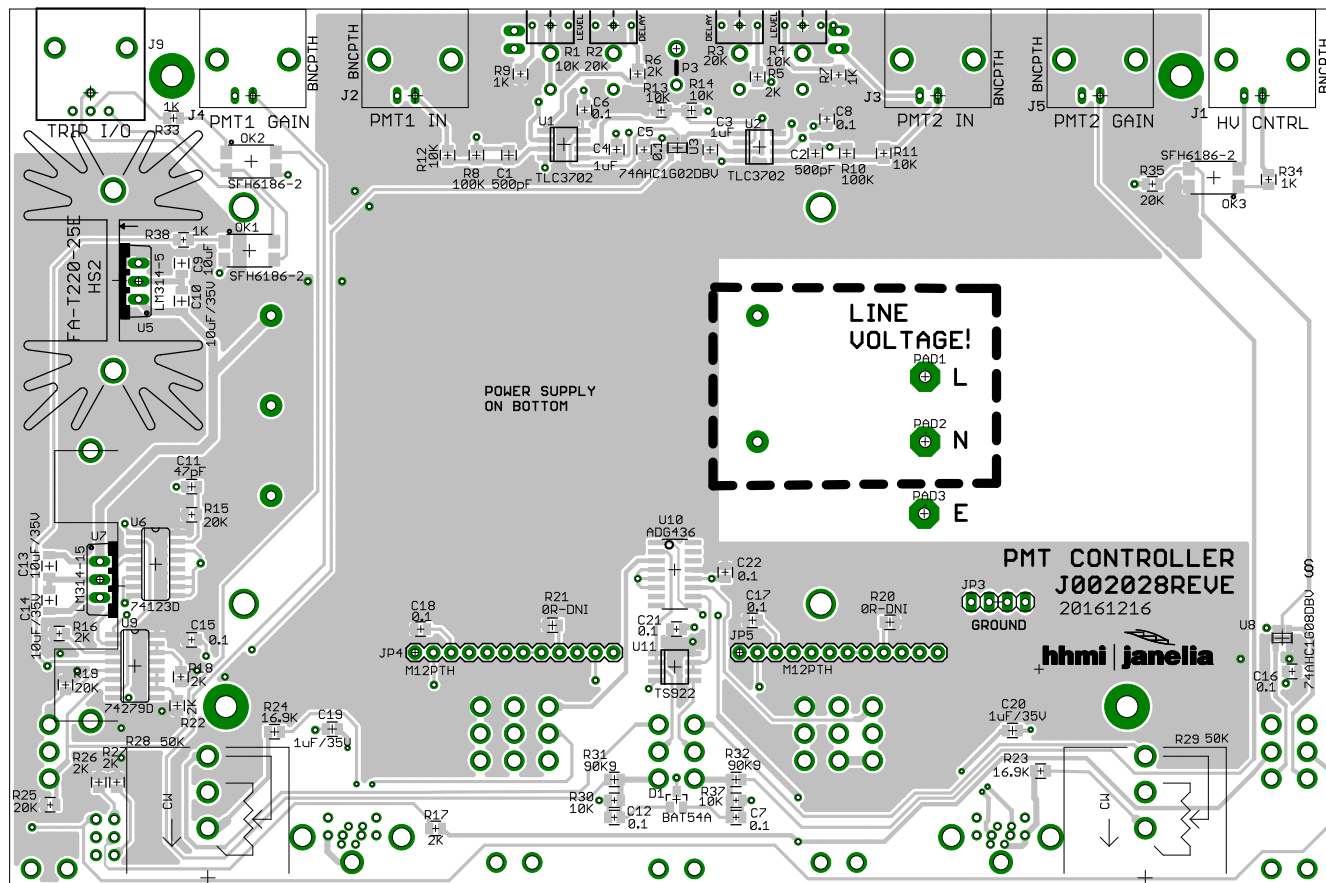 J9
BNCPTH
BNCPTH
LEVEL
DELAY
DELAY
LEVEL
BNCPTH
BNCPTH
R1
10K
R2
20K
R6
2K
R3
20K
R4
10K
P3
R9
1K
R5
2K
R7
1K
J2
J3
J5
J1
J4
1K
R33
R13
10K
R14
10K
TRIP I/O
PMT1 GAIN
PMT1 IN
PMT2 IN
PMT2 GAIN
HV CNTRL
C6
0.1
C8
0.1
U1
C5
0.1
C3
1uF
U2
C4
1uF
U3
C2
500pF
R12
10K
R8
100K
C1
500pF
TLC3702
74AHC1G02DBV
TLC3702
R10
100K
R11
10K
OK2
SFH6186-2
SFH6186-2
R35
20K
OK3
R34
1K
R38
1K
OK1
SFH6186-2
FA-T220-25E
HS2
LM314-5
U5
C9
10uF
C10
10uF/35V
LINE
VOLTAGE!
PAD1
L
PAD2
N
PAD3
E
POWER SUPPLY
ON BOTTOM
C11
47pF
R15
20K
U6
74123D
U7
LM314-15
C13
10uF/35V
C14
10uF/35V
U9
74279D
R16
2K
R19
20K
C15
0.1
R18
2K
R22
2K
U10
ADG436
C22
0.1
C18
0.1
R21
0R-DNI
C21
0.1
U11
TS922
C17
0.1
R20
0R-DNI
JP4
M12PTH
JP5
M12PTH
PMT CONTROLLER
J002028REVE
20161216
JP3
GROUND
hhmi | janelia
U8
74AHC1G08DBV
C16
0.1
R24
16.9K
C19
1uF/35V
C20
1uF/35V
R23
16.9K
R28 50K
R29 50K
R26
2K
R27
2K
R25
20K
CW
CW
R17
2K
R31
90K9
R30
10K
C12
0.1
D1
BAT54A
R32
90K9
R37
10K
C7
0.1